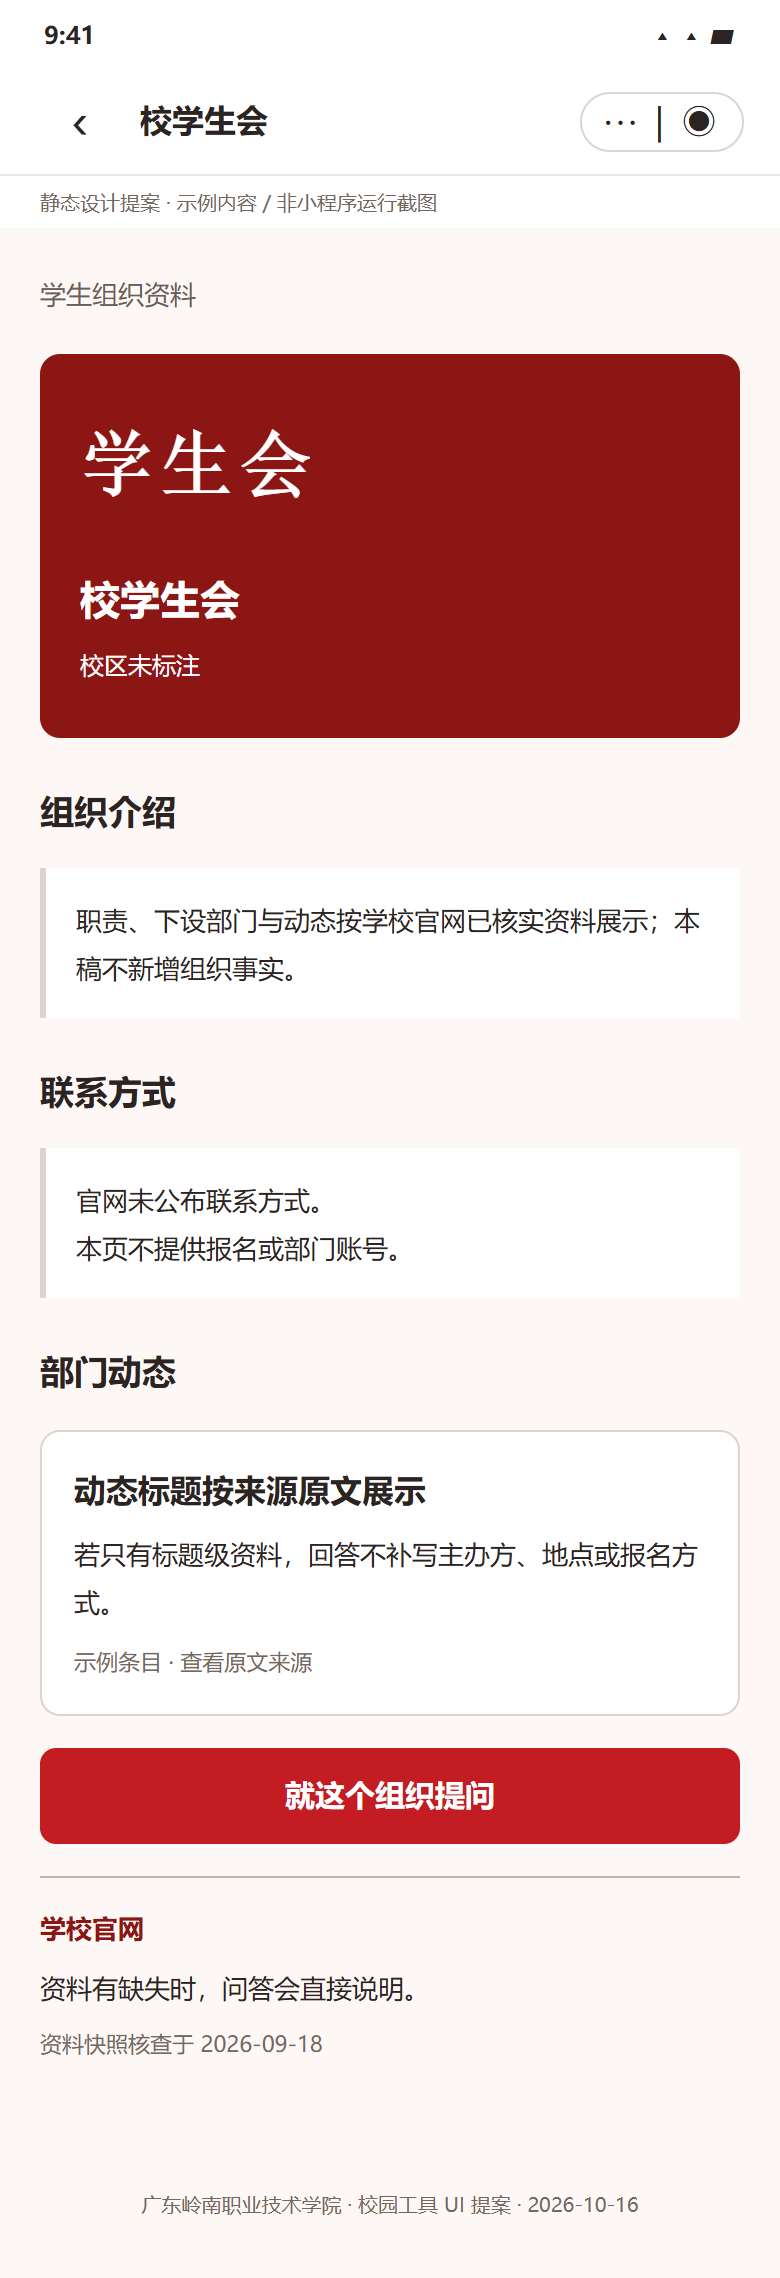 9:41
校学生会
静态设计提案 · 示例内容 / 非小程序运行截图
学生组织资料
学生会
校学生会
校区未标注
组织介绍
职责、下设部门与动态按学校官网已核实资料展示；本
稿不新增组织事实。
联系方式
官网未公布联系方式。
本页不提供报名或部门账号。
部门动态
动态标题按来源原文展示
若只有标题级资料，回答不补写主办方、地点或报名方
式。
示例条目 · 查看原文来源
就这个组织提问
学校官网
资料有缺失时，问答会直接说明。
资料快照核查于 2026-09-18
广东岭南职业技术学院 · 校园工具 UI 提案 · 2026-10-16